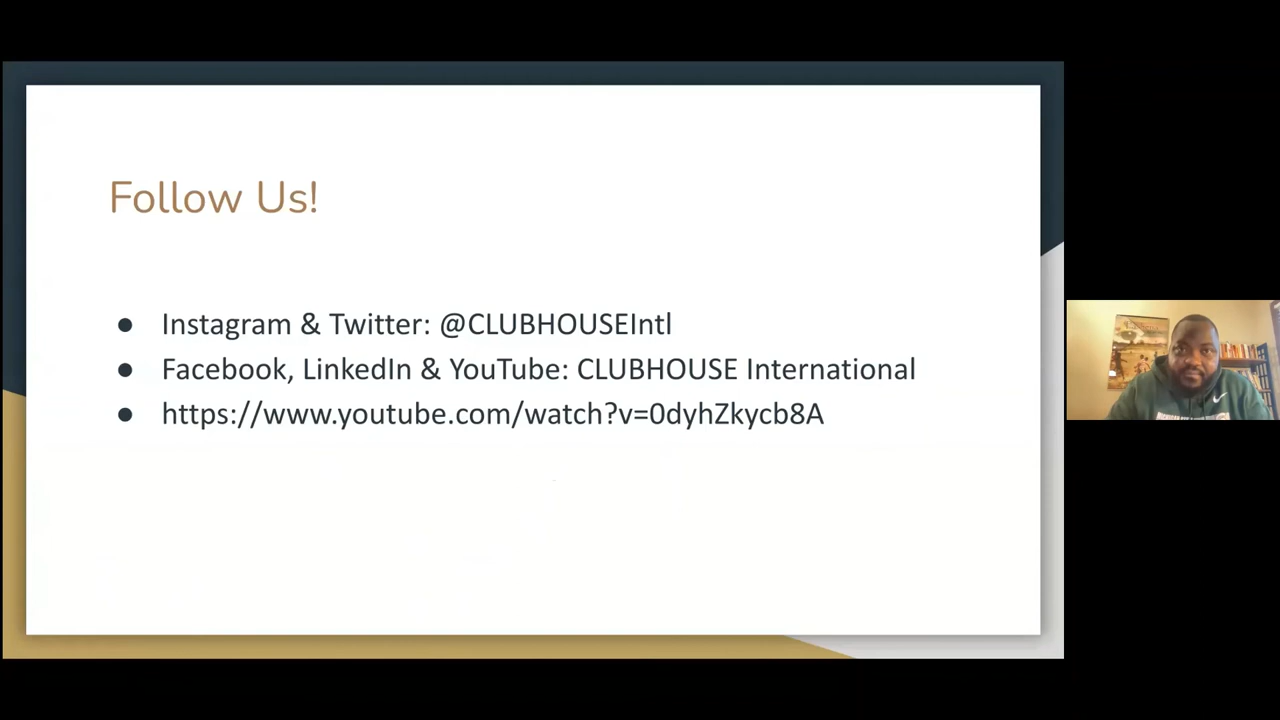 Follow Us!
● Instagram & Twitter: @CLUBHOUSEIntl
● Facebook, LinkedIn & YouTube: CLUBHOUSE International
● https://www.youtube.com/watch?v=0dyhZkycb8A